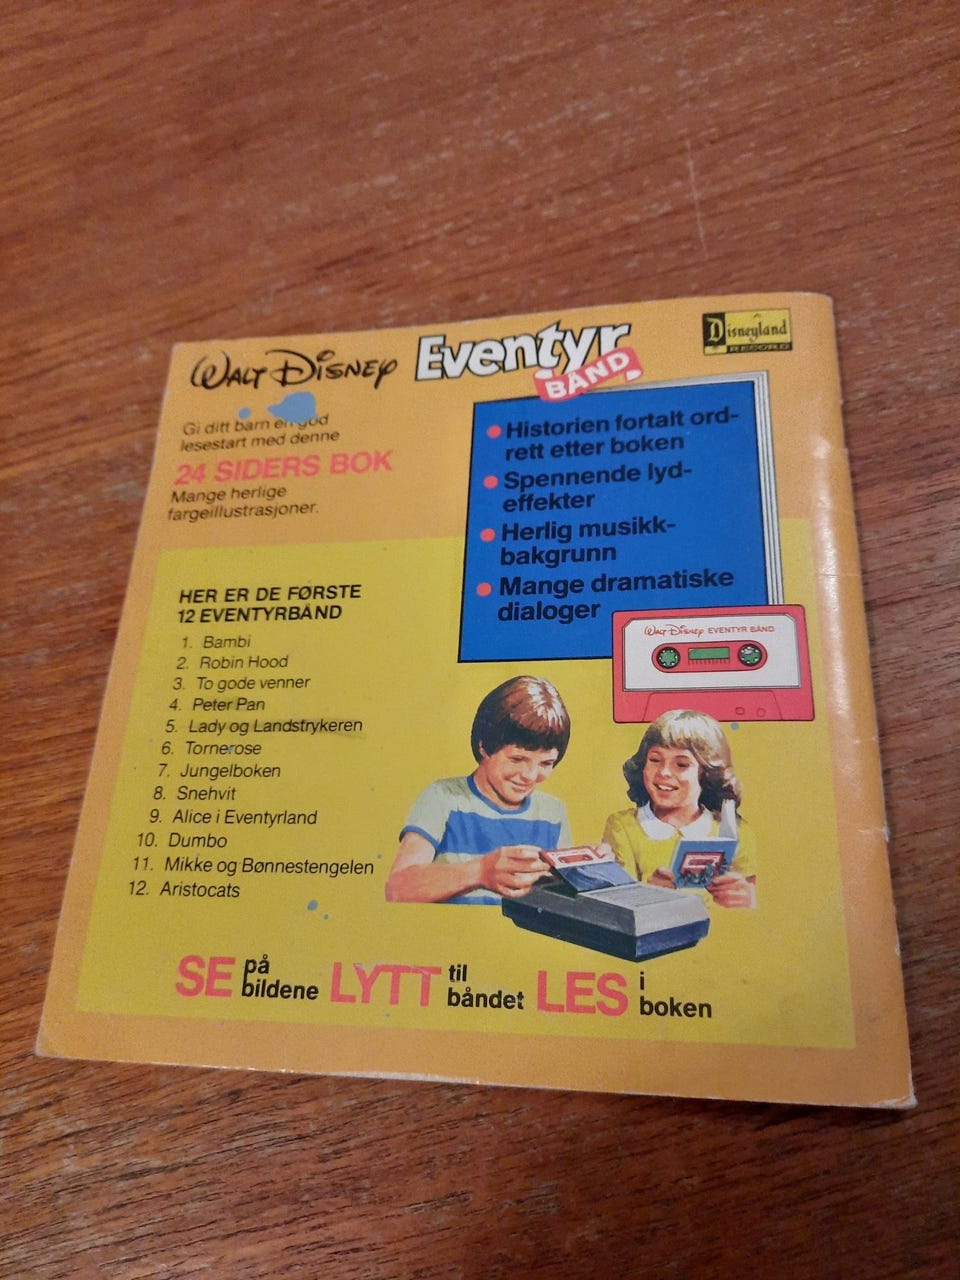 WALT DISNEY Eventyr
BÅND
Disneyland
RECORD
Gi ditt barn en god
lesestart med denne
24 SIDERS BOK
Mange herlige
fargeillustrasjoner.
• Historien fortalt ord-
rett etter boken
• Spennende lyd-
effekter
• Herlig musikk-
bakgrunn
• Mange dramatiske
dialoger
WALT DISNEY EVENTYR BÅND
HER ER DE FØRSTE
12 EVENTYRBÅND
1. Bambi
2. Robin Hood
3. To gode venner
4. Peter Pan
5. Lady og Landstrykeren
6. Tornerose
7. Jungelboken
8. Snehvit
9. Alice i Eventyrland
10. Dumbo
11. Mikke og Bønnestengelen
12. Aristocats
SE på bildene LYTT til båndet LES i boken